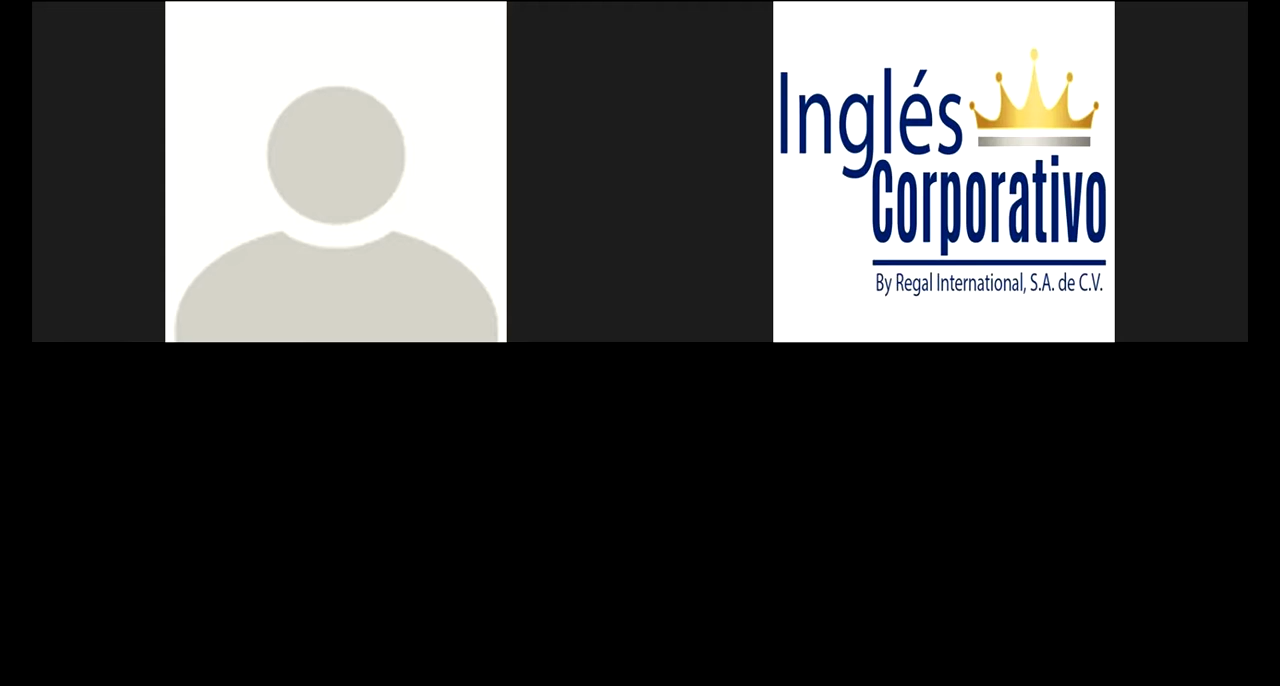 Inglés
Corporativo
By Regal International, S.A. de C.V.